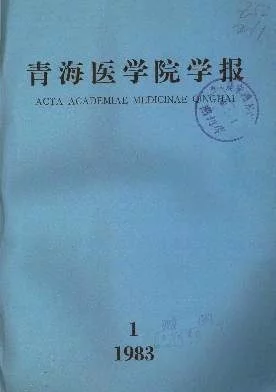 青海医学院学报
ACTA ACADEMIAE MEDICINAE QINGHAI
1
1983